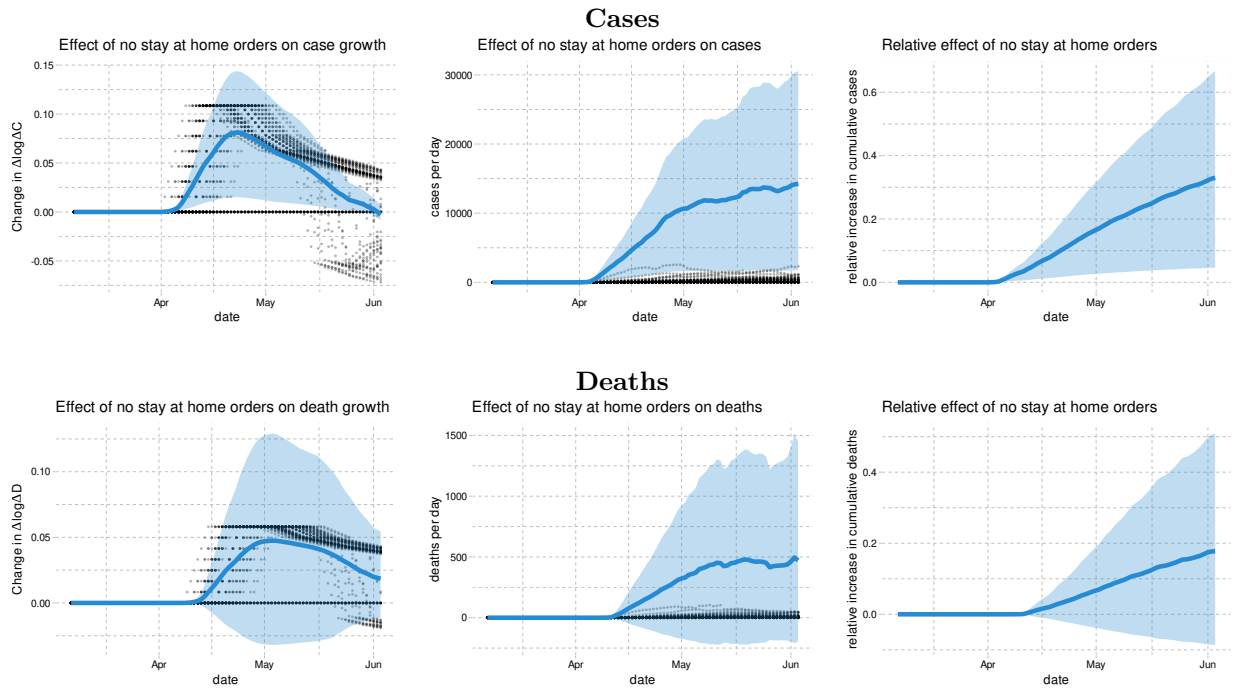 Cases
Effect of no stay at home orders on case growth
Change in ΔlogΔC
0.15
0.10
0.05
0.00
-0.05
Apr
May
Jun
date
Effect of no stay at home orders on cases
cases per day
30000
20000
10000
0
Apr
May
Jun
date
Relative effect of no stay at home orders
relative increase in cumulative cases
0.6
0.4
0.2
0.0
Apr
May
Jun
date
Deaths
Effect of no stay at home orders on death growth
Change in ΔlogΔD
0.10
0.05
0.00
Apr
May
Jun
date
Effect of no stay at home orders on deaths
deaths per day
1500
1000
500
0
Apr
May
Jun
date
Relative effect of no stay at home orders
relative increase in cumulative deaths
0.4
0.2
0.0
Apr
May
Jun
date